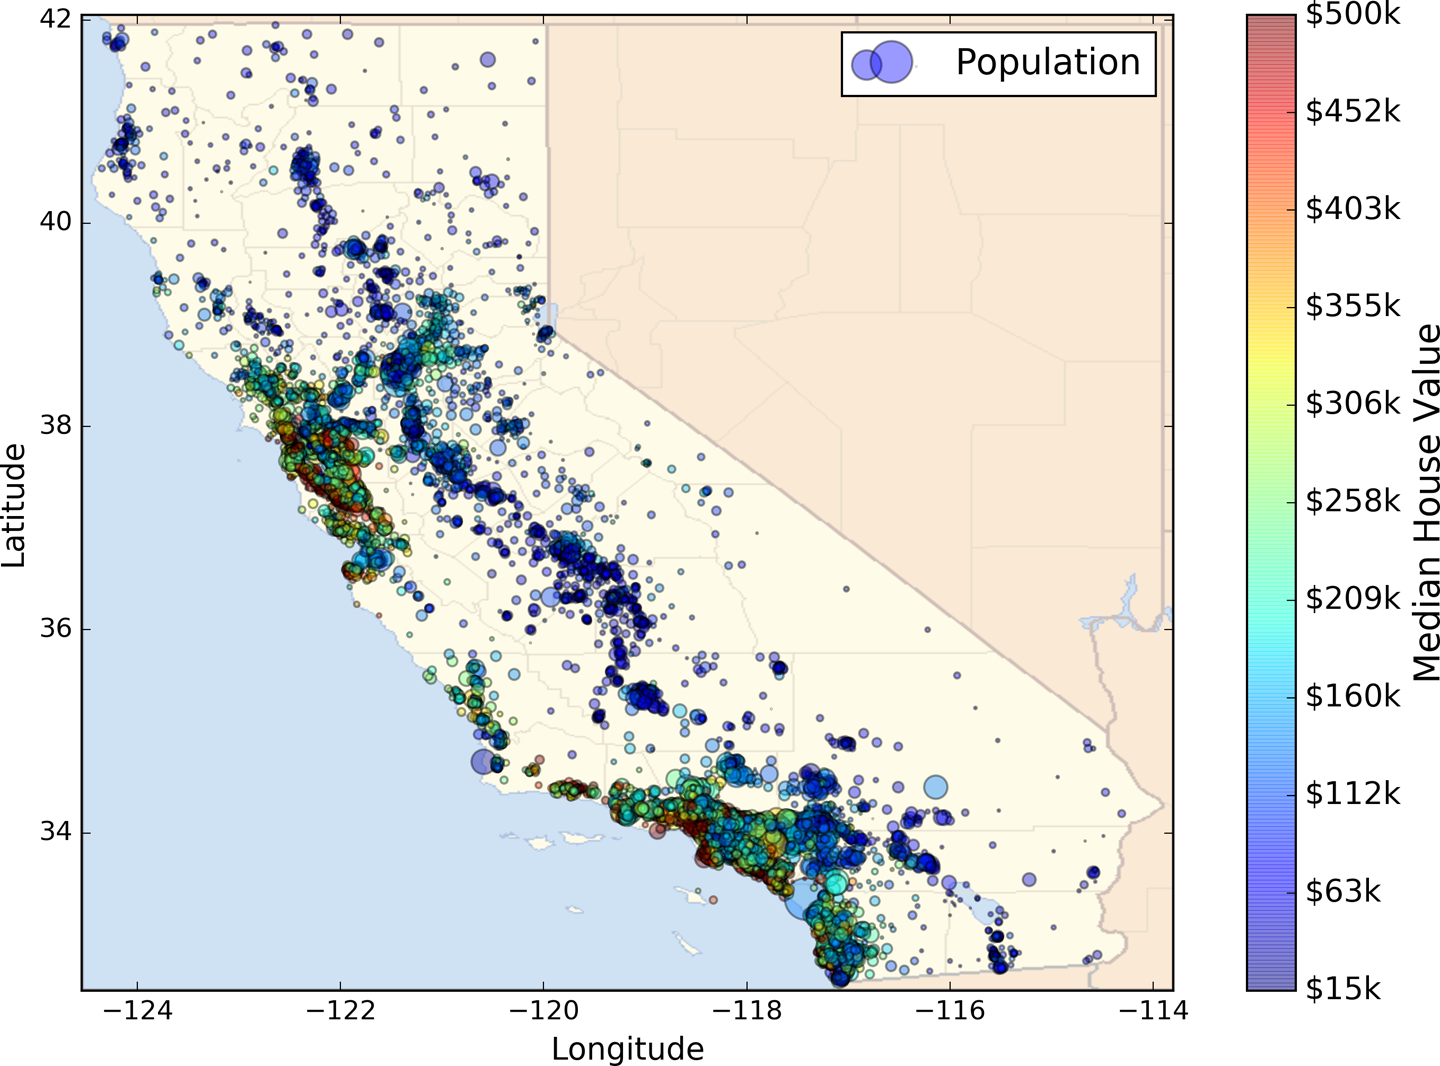 Population
42
40
38
36
34
−124
−122
−120
−118
−116
−114
Longitude
Latitude
$500k
$452k
$403k
$355k
$306k
$258k
$209k
$160k
$112k
$63k
$15k
Median House Value